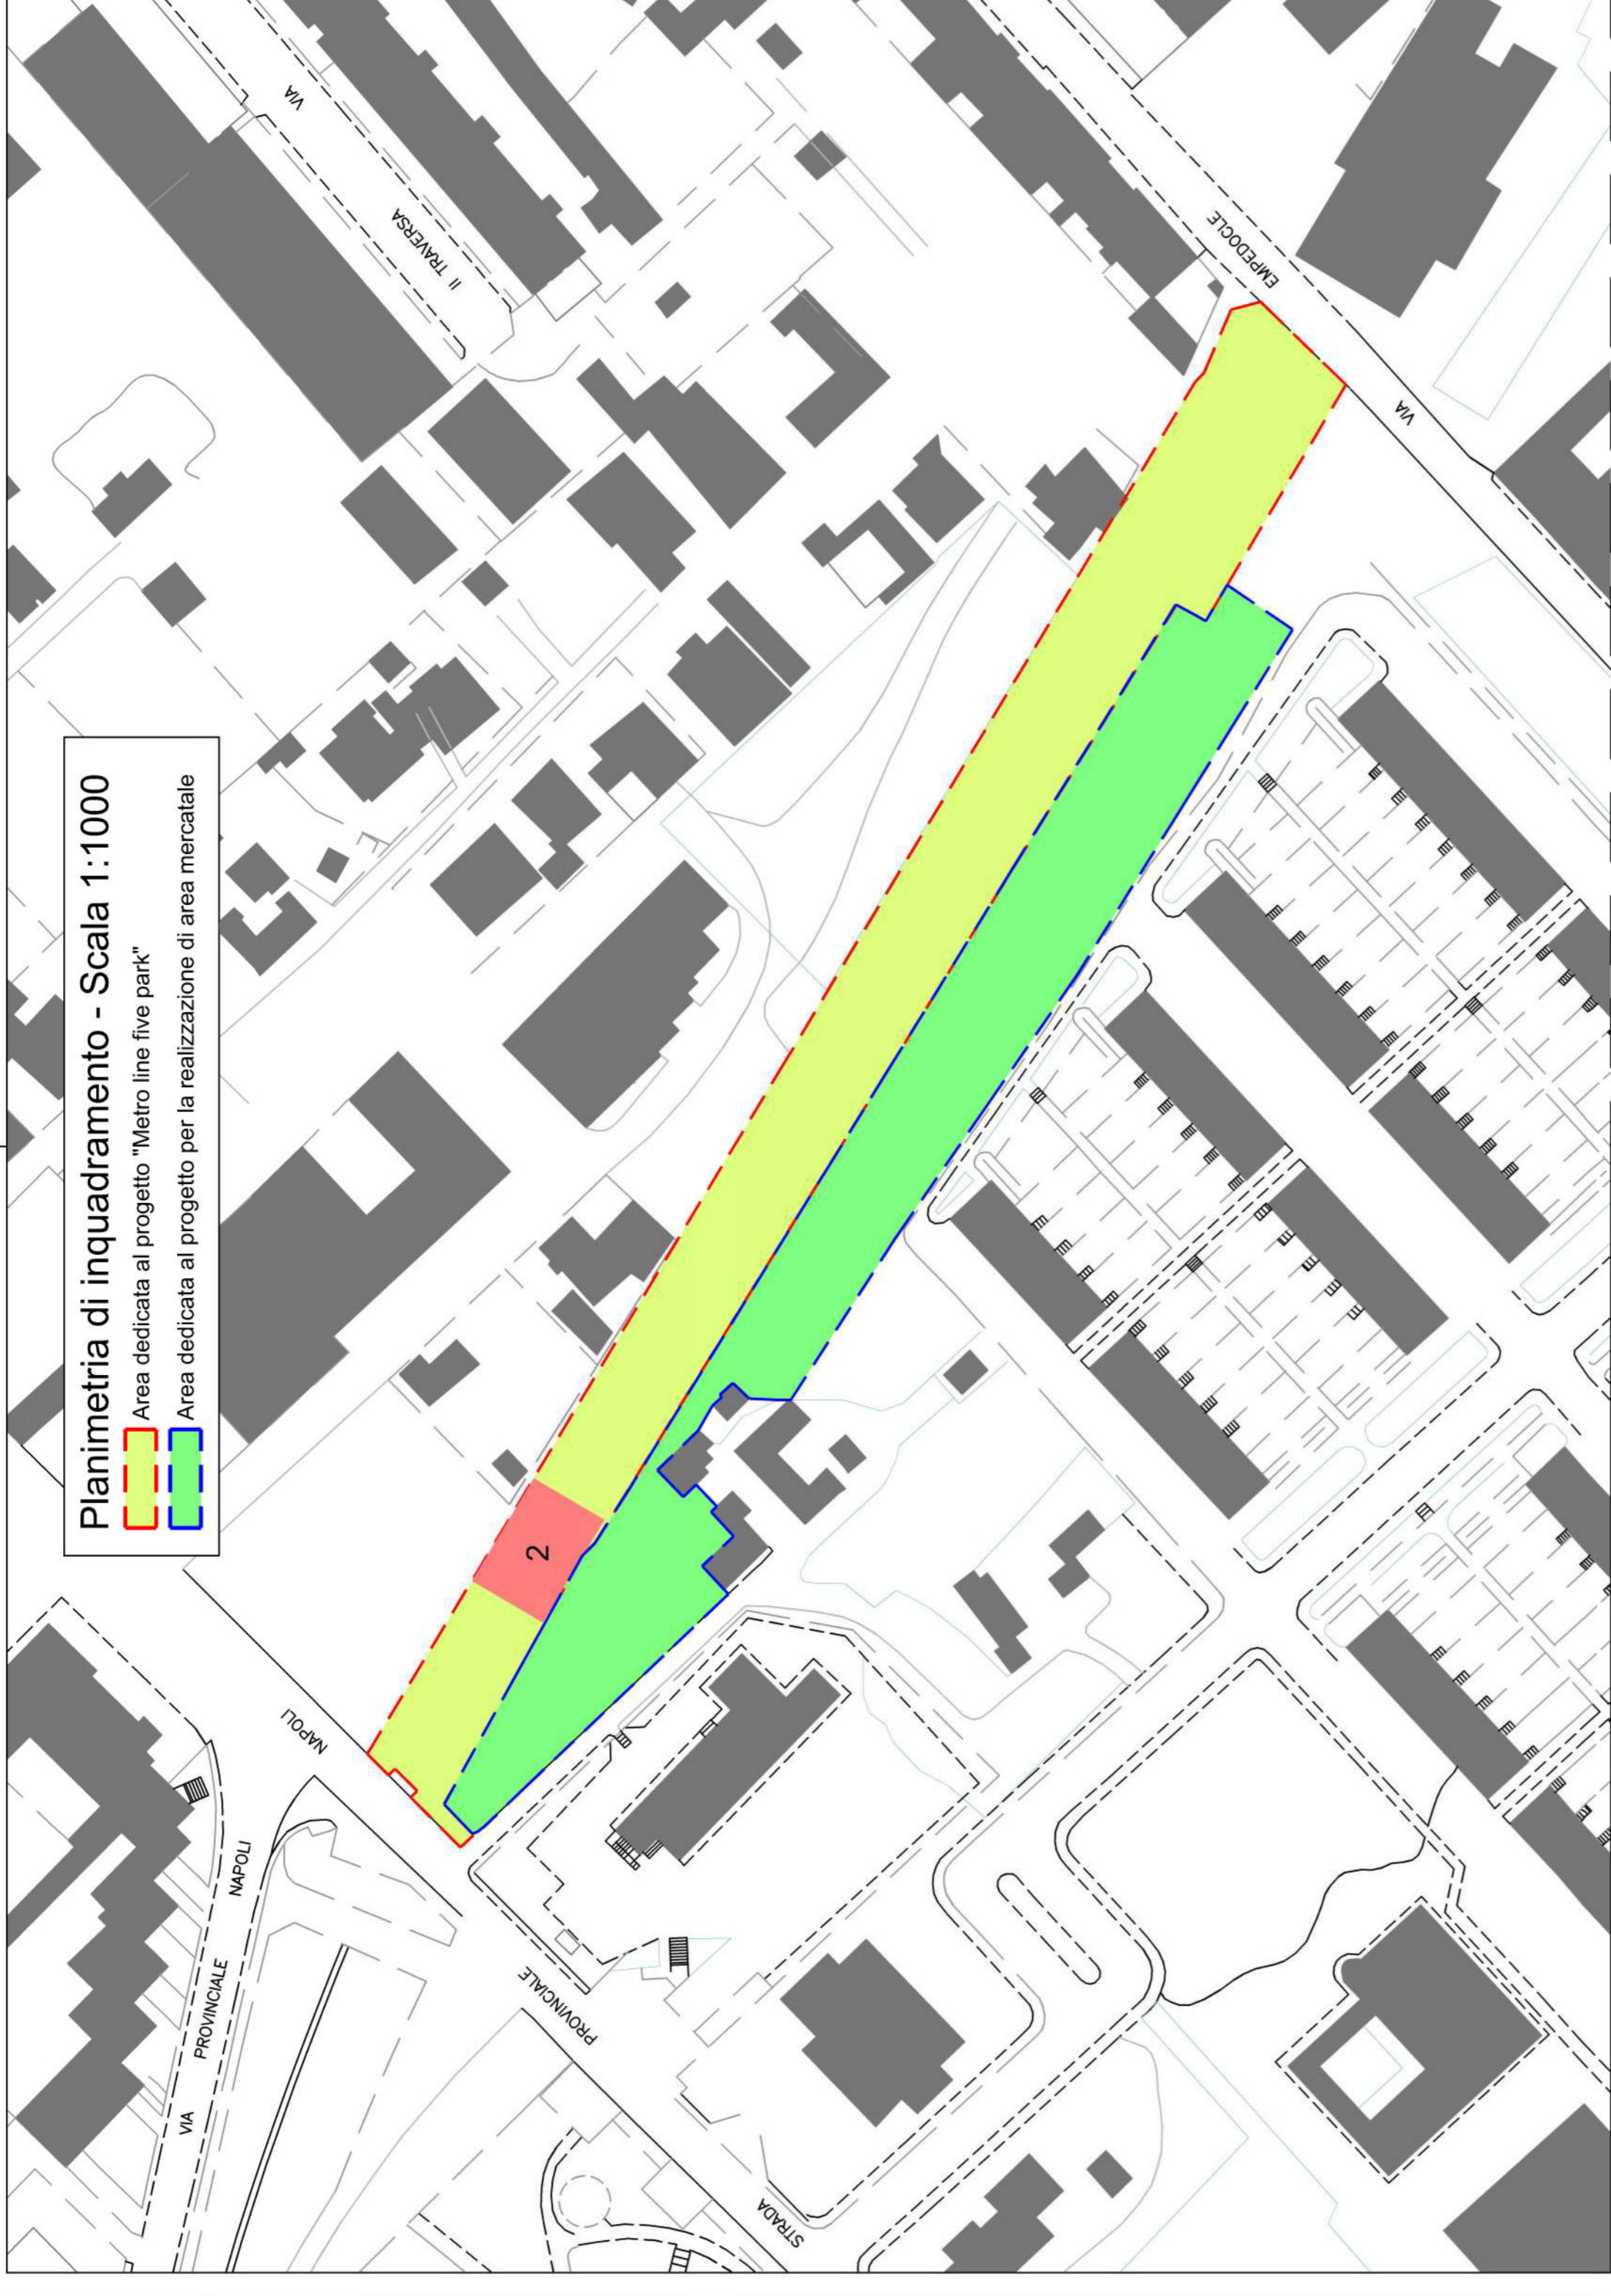 Planimetria di inquadramento - Scala 1:1000
Area dedicata al progetto "Metro line five park"
Area dedicata al progetto per la realizzazione di area mercatale
VIA
PROVINCIALE
NAPOLI
STRADA
PROVINCIALE
NAPOLI
2
II TRAVERSA
VIA
VIA
EMPEDOCLE